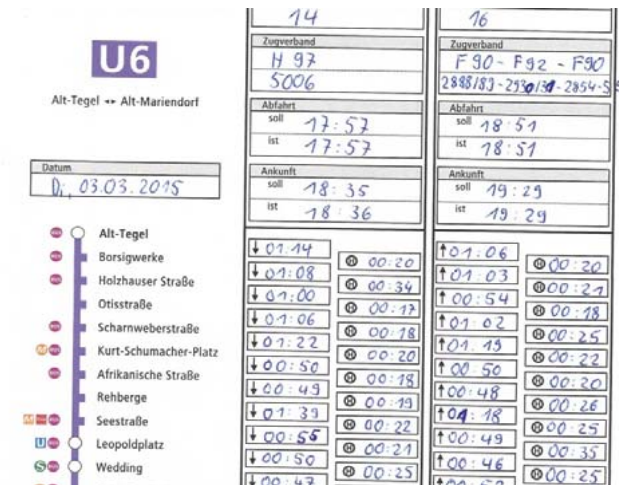 U6
Alt-Tegel ↔ Alt-Mariendorf
Datum
Di, 03.03.2015
Alt-Tegel
Borsigwerke
Holzhauser Straße
Otisstraße
Scharnweberstraße
Kurt-Schumacher-Platz
Afrikanische Straße
Rehberge
Seestraße
Leopoldplatz
Wedding
14
Zugverband
H 97
5006
Abfahrt
soll 17:57
ist 17:57
Ankunft
soll 18:35
ist 18:36
↓ 01:14
H 00:20
↓ 01:08
H 00:34
↓ 01:00
H 00:17
↓ 01:06
H 00:18
↓ 01:22
H 00:20
↓ 00:50
H 00:18
↓ 00:49
H 00:19
↓ 01:39
H 00:22
↓ 00:55
H 00:21
↓ 00:50
H 00:25
↓ 00:47
16
Zugverband
F90 - F92 - F90
Abfahrt
soll 18:51
ist 18:51
Ankunft
soll 19:29
ist 19:29
↑ 01:06
H 00:20
↑ 01:03
H 00:21
↑ 00:54
H 00:18
↑ 01:02
H 00:25
↑ 01.19
H 00:22
↑ 00:50
H 00:20
↑ 00:48
H 00:26
↑ 01:18
H 00:25
↑ 00:49
H 00:35
↑ 00:46
H 00:25